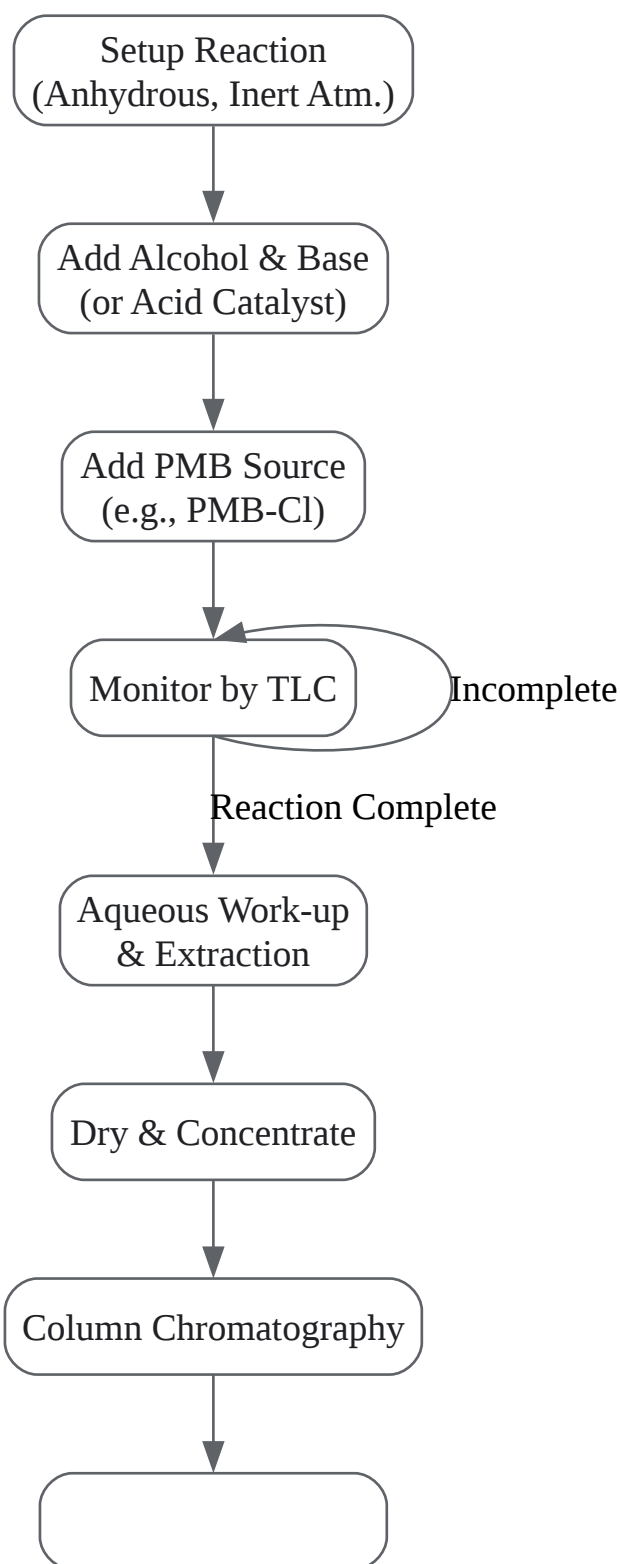 Setup Reaction
(Anhydrous, Inert Atm.)
Add Alcohol & Base
(or Acid Catalyst)
Add PMB Source
(e.g., PMB-Cl)
Monitor by TLC
Incomplete
Reaction Complete
Aqueous Work-up
& Extraction
Dry & Concentrate
Column Chromatography